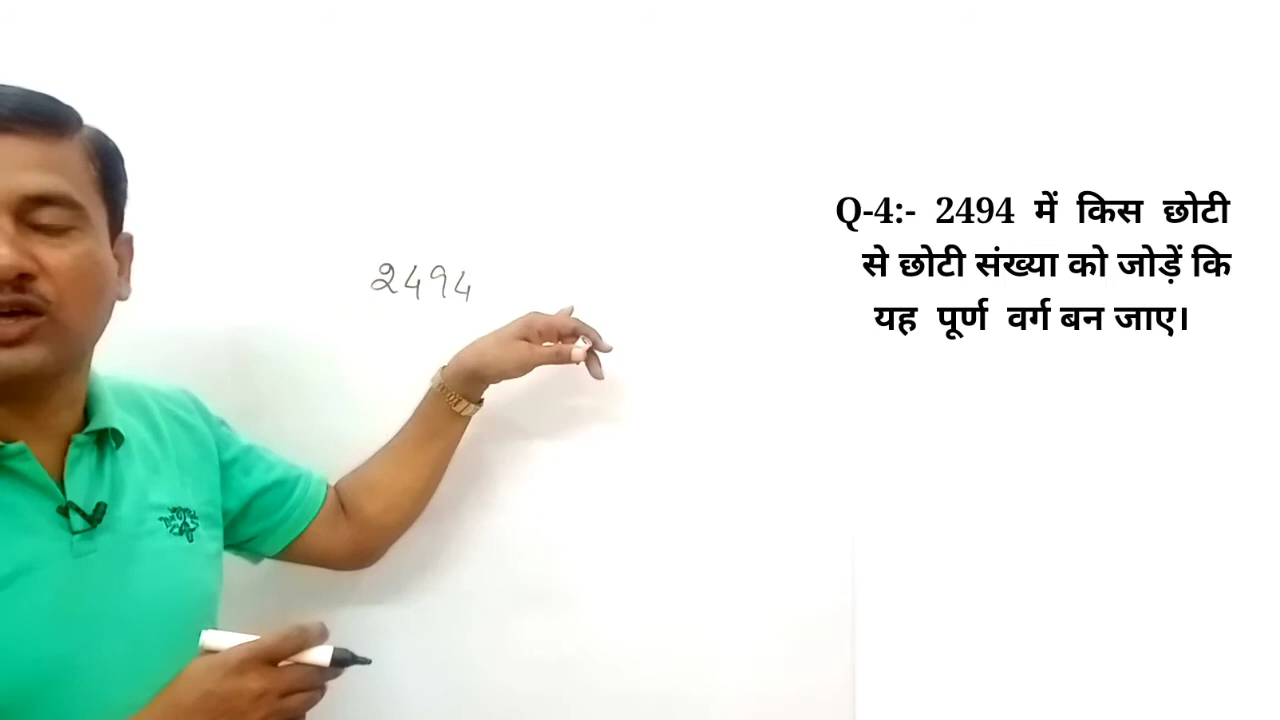 2494
Q-4:- 2494 में किस छोटी
से छोटी संख्या को जोड़ें कि
यह पूर्ण वर्ग बन जाए।